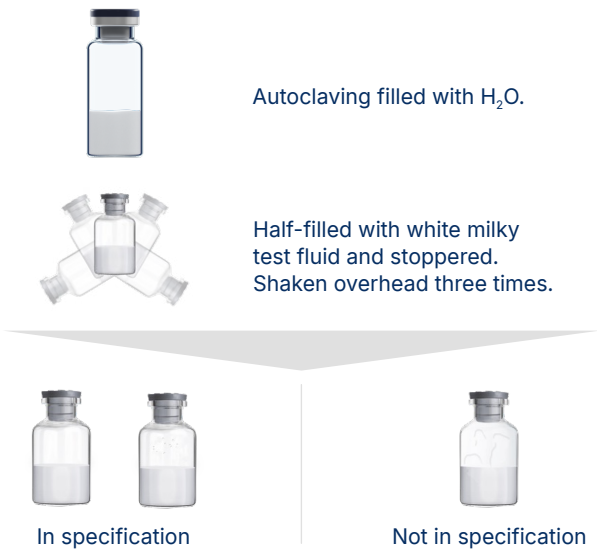 Autoclaving filled with H₂O.
Half-filled with white milky
test fluid and stoppered.
Shaken overhead three times.
In specification
Not in specification